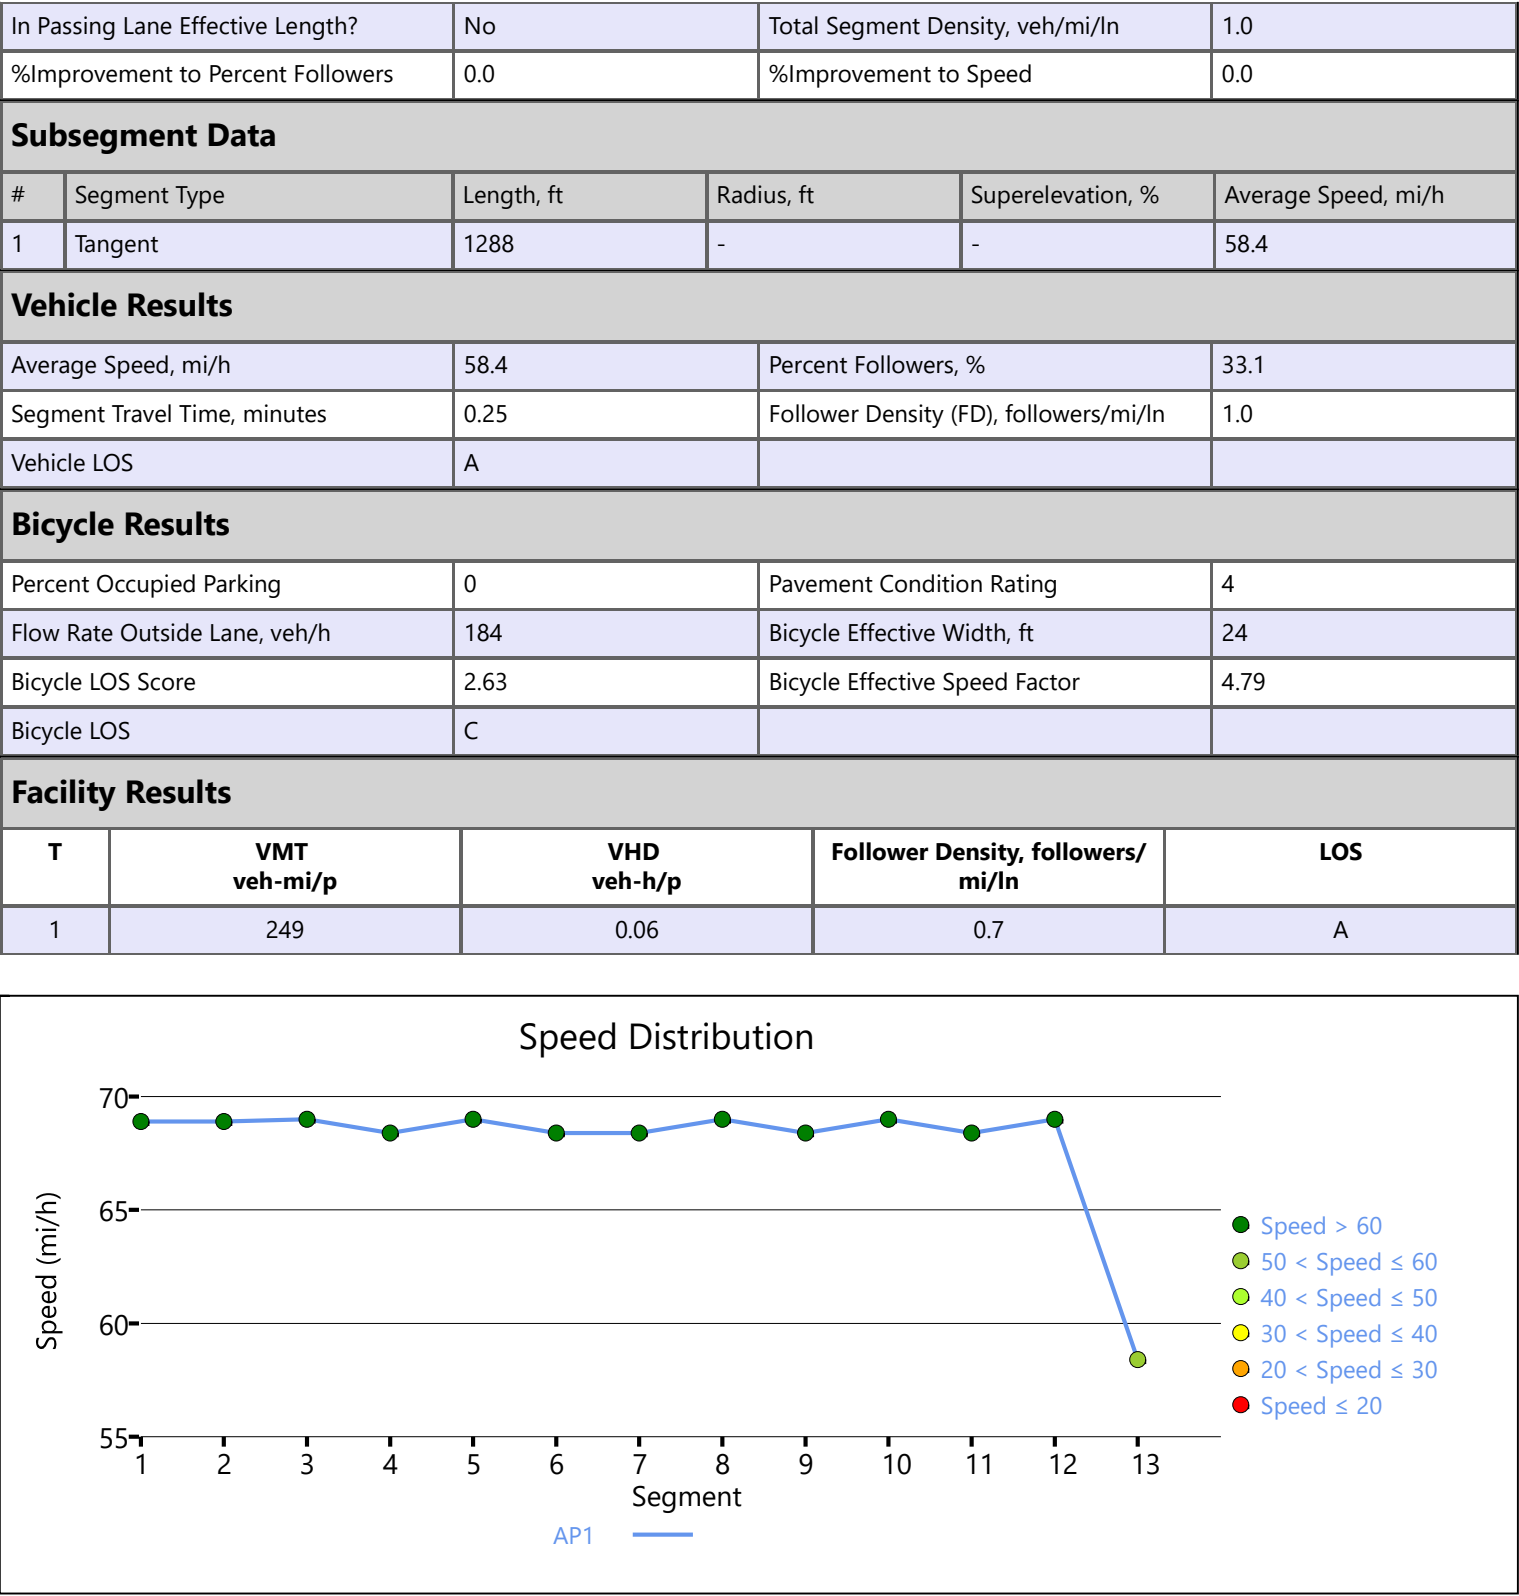 In Passing Lane Effective Length? No Total Segment Density, veh/mi/ln 1.0
%Improvement to Percent Followers 0.0 %Improvement to Speed 0.0
Subsegment Data
# Segment Type Length, ft Radius, ft Superelevation, % Average Speed, mi/h
1 Tangent 1288 - - 58.4
Vehicle Results
Average Speed, mi/h 58.4 Percent Followers, % 33.1
Segment Travel Time, minutes 0.25 Follower Density (FD), followers/mi/ln 1.0
Vehicle LOS A
Bicycle Results
Percent Occupied Parking 0 Pavement Condition Rating 4
Flow Rate Outside Lane, veh/h 184 Bicycle Effective Width, ft 24
Bicycle LOS Score 2.63 Bicycle Effective Speed Factor 4.79
Bicycle LOS C
Facility Results
T VMT VHD Follower Density, followers/ LOS
veh-mi/p veh-h/p mi/ln
1 249 0.06 0.7 A
Speed Distribution
70
65
60
55
Speed (mi/h)
1 2 3 4 5 6 7 8 9 10 11 12 13
Segment
AP1
Speed > 60
50 < Speed ≤ 60
40 < Speed ≤ 50
30 < Speed ≤ 40
20 < Speed ≤ 30
Speed ≤ 20